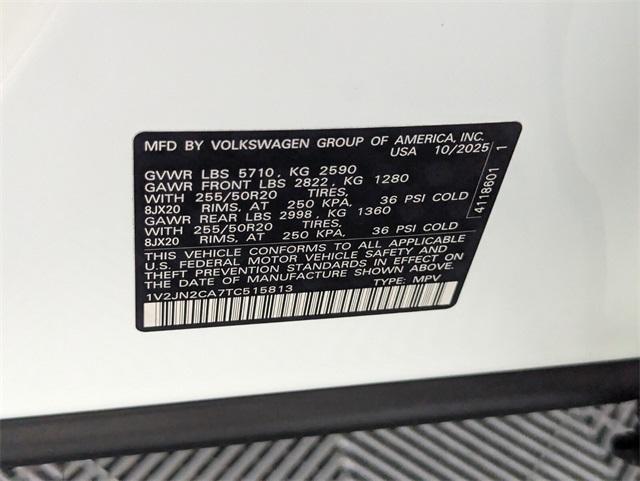 MFD BY VOLKSWAGEN GROUP OF AMERICA, INC.
USA 10/2025
GVWR LBS 5710, KG 2590
GAWR FRONT LBS 2822, KG 1280
WITH 255/50R20 TIRES,
8JX20 RIMS, AT 250 KPA, 36 PSI COLD
GAWR REAR LBS 2998, KG 1360
WITH 255/50R20 TIRES,
8JX20 RIMS, AT 250 KPA, 36 PSI COLD
THIS VEHICLE CONFORMS TO ALL APPLICABLE
U.S. FEDERAL MOTOR VEHICLE SAFETY AND
THEFT PREVENTION STANDARDS IN EFFECT ON
THE DATE OF MANUFACTURE SHOWN ABOVE.
1V2JN2CA7TC515813 TYPE: MPV
4118601 1